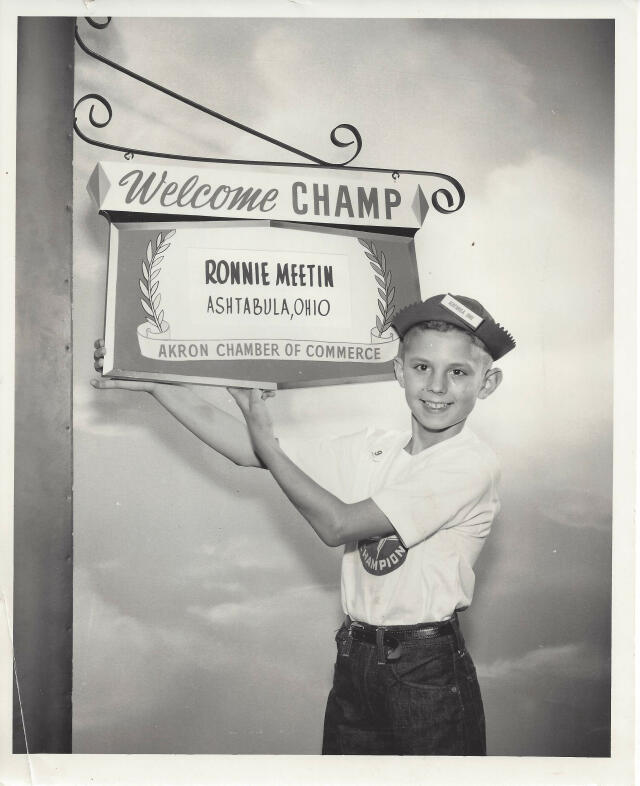 Welcome CHAMP
RONNIE MEETIN
ASHTABULA, OHIO
AKRON CHAMBER OF COMMERCE
CHAMPION